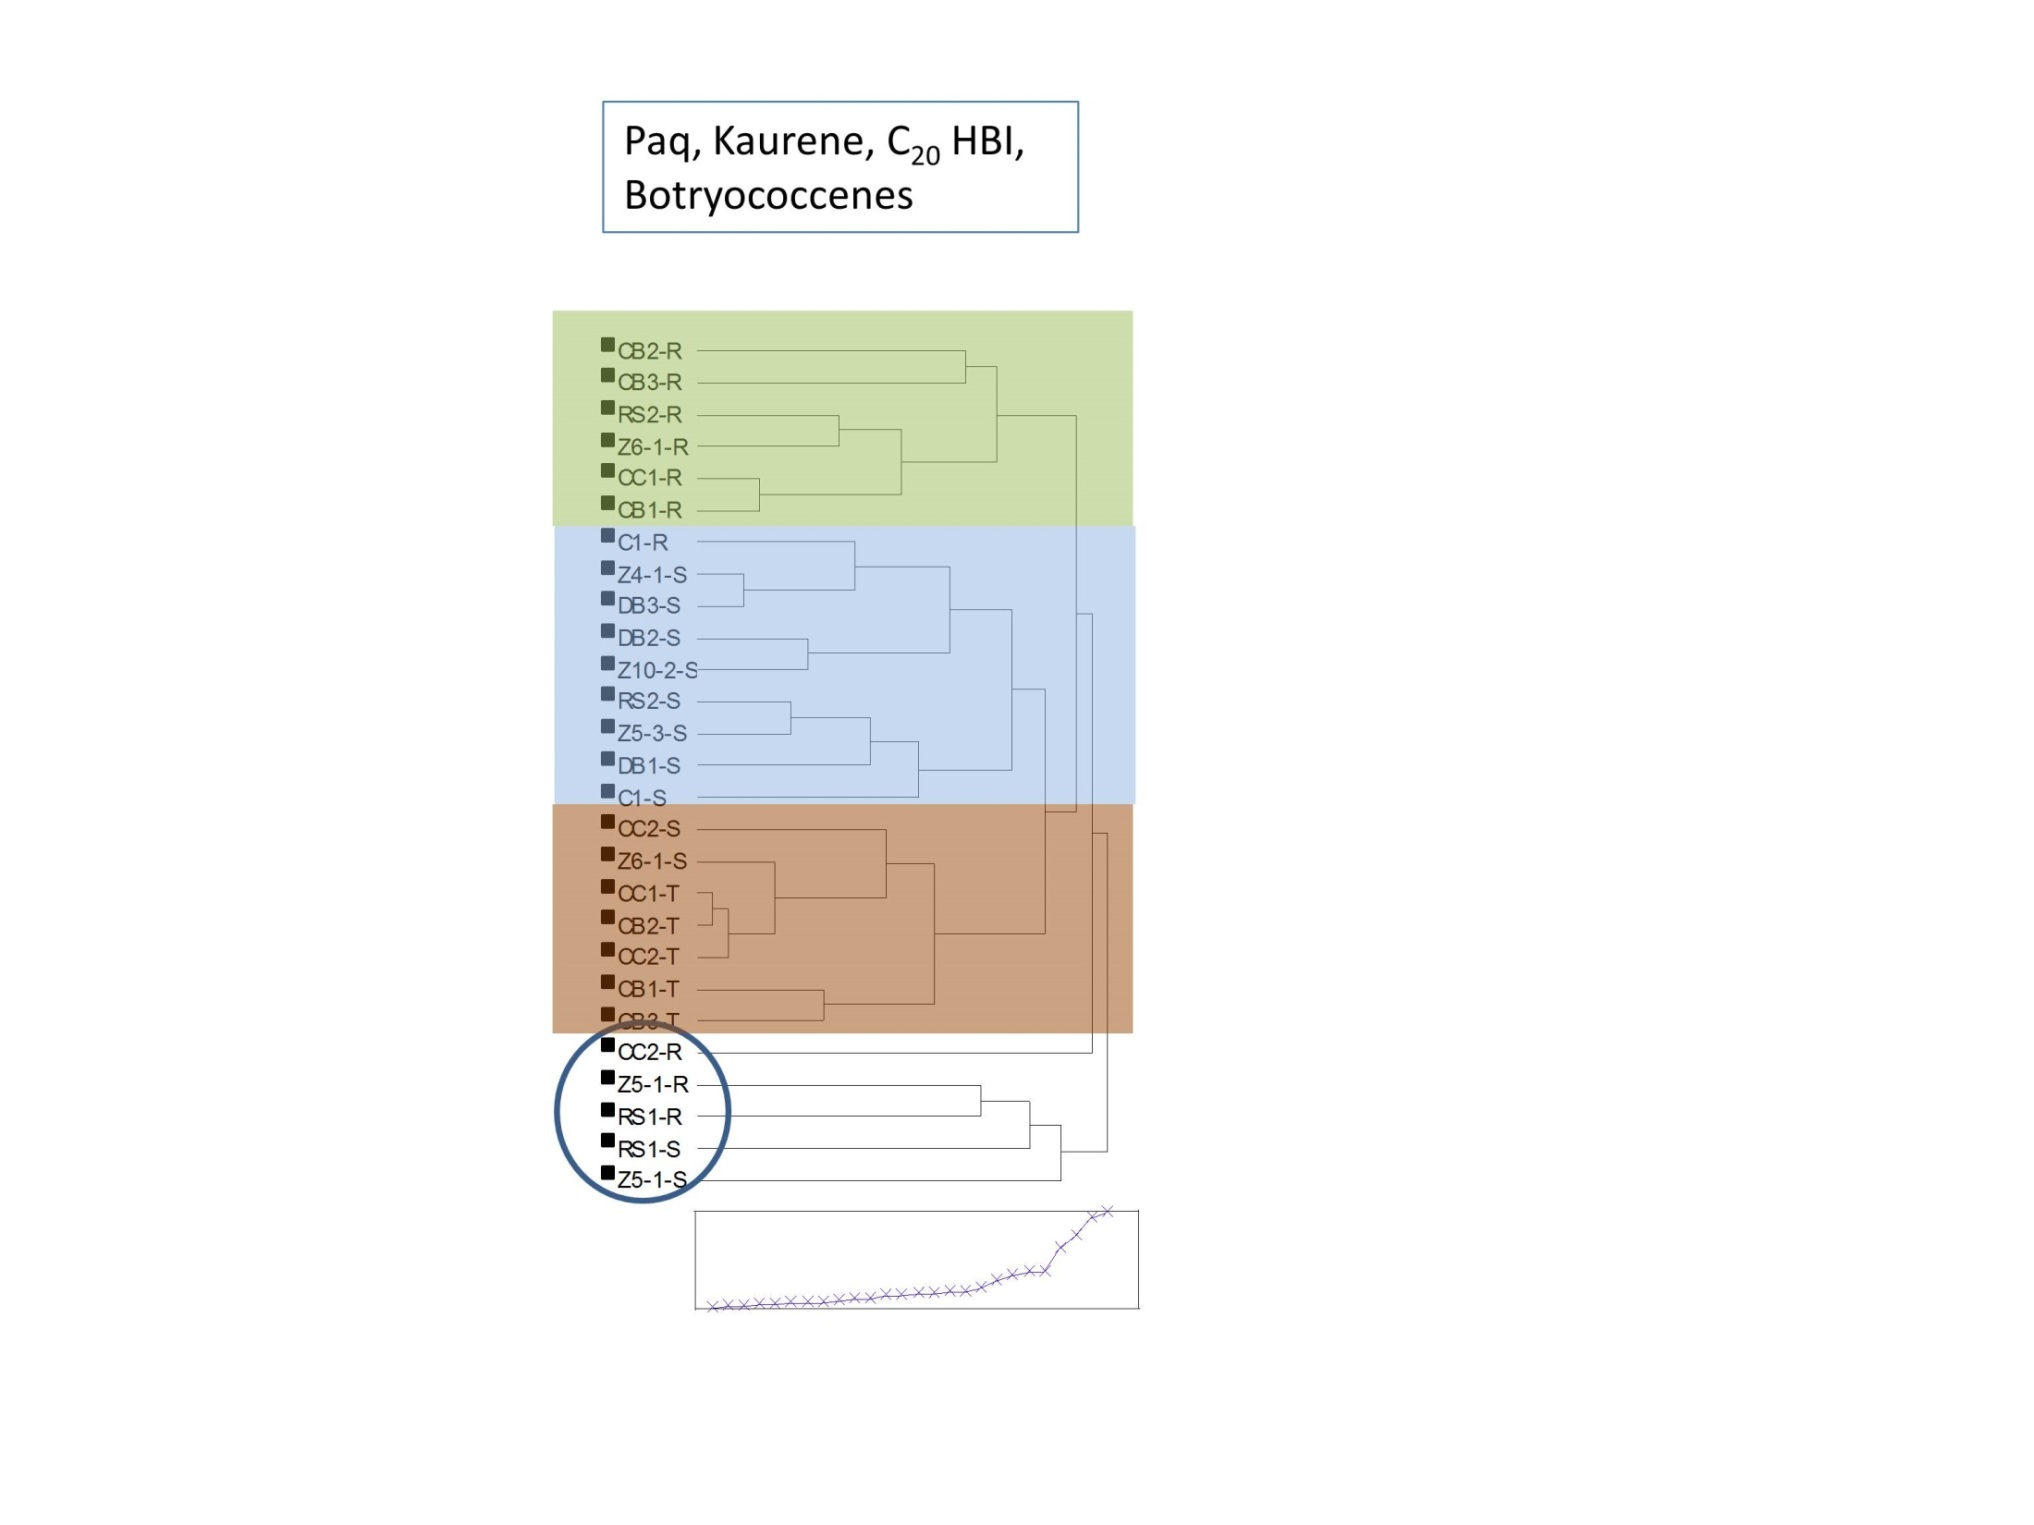 Paq, Kaurene, C20 HBI,
Botryococcenes
CB2-R
CB3-R
RS2-R
Z6-1-R
CC1-R
CB1-R
C1-R
Z4-1-S
DB3-S
DB2-S
Z10-2-S
RS2-S
Z5-3-S
DB1-S
C1-S
CC2-S
Z6-1-S
CC1-T
CB2-T
CC2-T
CB1-T
CB3-T
CC2-R
Z5-1-R
RS1-R
RS1-S
Z5-1-S